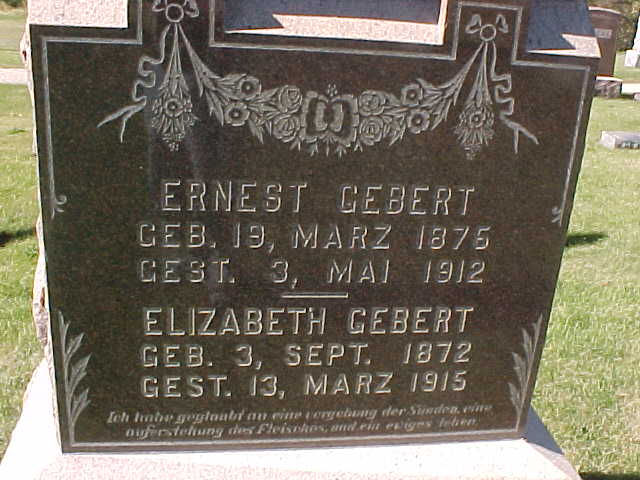 ERNEST GEBERT
GEB. 19, MARZ 1875
GEST. 3, MAI 1912
ELIZABETH GEBERT
GEB. 3, SEPT. 1872
GEST. 13, MARZ 1915
Ich habe geglaubt an eine vergebung der Sünden, eine
auferstehung des Fleisches, und ein ewiges leben.